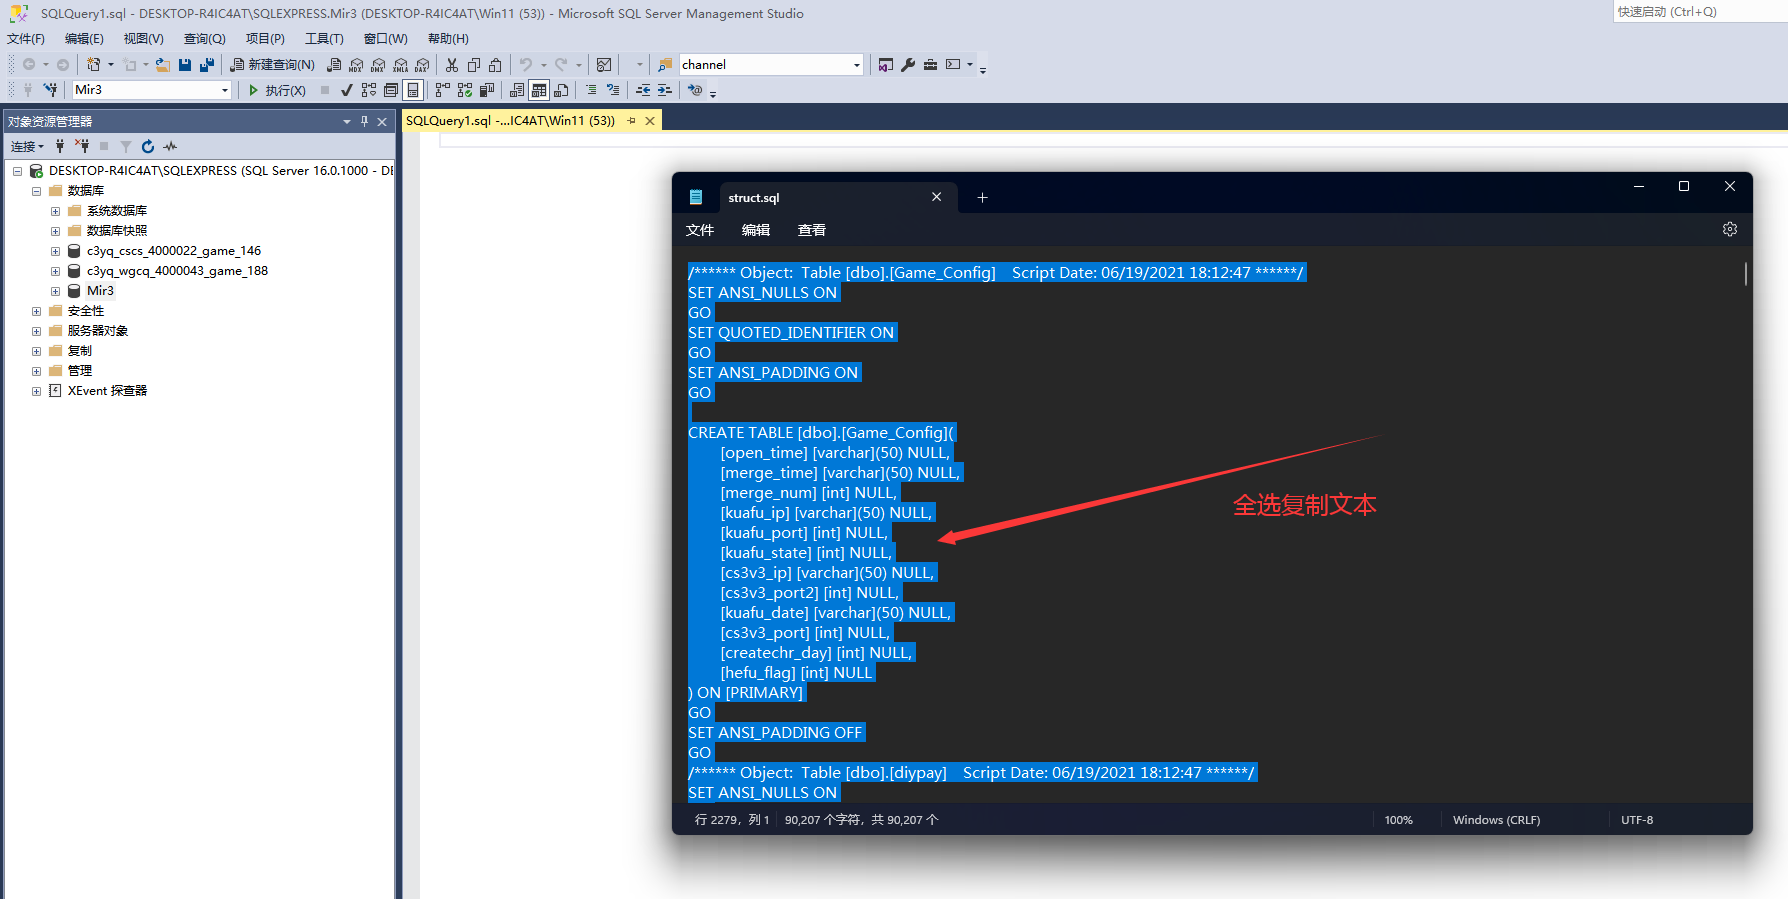 SQLQuery1.sql - DESKTOP-R4IC4AT\SQLEXPRESS.Mir3 (DESKTOP-R4IC4AT\Win11 (53)) - Microsoft SQL Server Management Studio
快速启动 (Ctrl+Q)
文件(F) 编辑(E) 视图(V) 查询(Q) 项目(P) 工具(T) 窗口(W) 帮助(H)
新建查询(N) MDX DMX XMLA DAX channel
Mir3 执行(X)
对象资源管理器
SQLQuery1.sql -...IC4AT\Win11 (53))
连接
DESKTOP-R4IC4AT\SQLEXPRESS (SQL Server 16.0.1000 - DE
数据库
系统数据库
数据库快照
c3yq_cscs_4000022_game_146
c3yq_wgcq_4000043_game_188
Mir3
安全性
服务器对象
复制
管理
XEvent 探查器
struct.sql
文件 编辑 查看
/****** Object:  Table [dbo].[Game_Config]    Script Date: 06/19/2021 18:12:47 ******/
SET ANSI_NULLS ON
GO
SET QUOTED_IDENTIFIER ON
GO
SET ANSI_PADDING ON
GO
CREATE TABLE [dbo].[Game_Config](
[open_time] [varchar](50) NULL,
[merge_time] [varchar](50) NULL,
[merge_num] [int] NULL,
[kuafu_ip] [varchar](50) NULL,
[kuafu_port] [int] NULL,
[kuafu_state] [int] NULL,
[cs3v3_ip] [varchar](50) NULL,
[cs3v3_port2] [int] NULL,
[kuafu_date] [varchar](50) NULL,
[cs3v3_port] [int] NULL,
[createchr_day] [int] NULL,
[hefu_flag] [int] NULL
) ON [PRIMARY]
GO
SET ANSI_PADDING OFF
GO
/****** Object:  Table [dbo].[diypay]    Script Date: 06/19/2021 18:12:47 ******/
SET ANSI_NULLS ON
全选复制文本
行 2279，列 1 90,207 个字符，共 90,207 个 100% Windows (CRLF) UTF-8